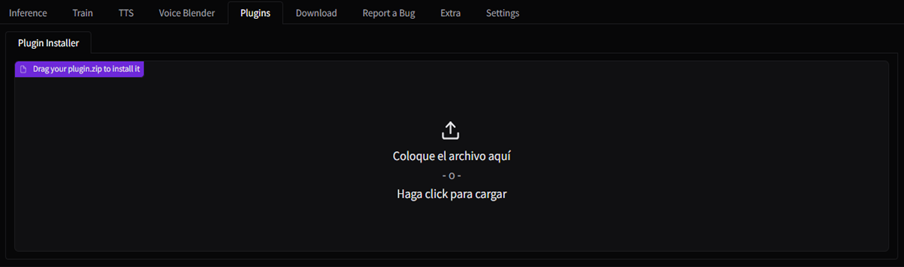 Inference Train TTS Voice Blender Plugins Download Report a Bug Extra Settings
Plugin Installer
Drag your plugin.zip to install it
Coloque el archivo aquí
- o -
Haga click para cargar